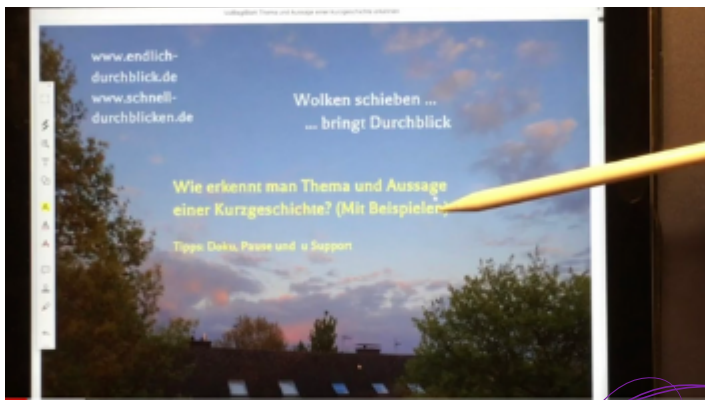 www.endlich-
durchblick.de
www.schnell-
durchblicken.de
Wolken schieben ...
.... bringt Durchblick
Wie erkennt man Thema und Aussage
einer Kurzgeschichte? (Mit Beispielen)
Tipps: Doku, Pause und u Support